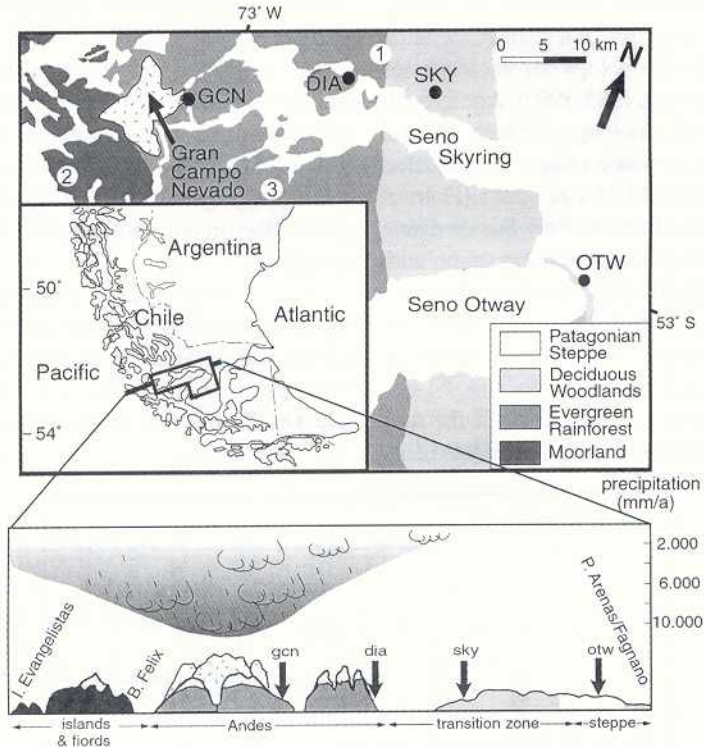 73° W
0 5 10 km
N
1
GCN
DIA
SKY
Gran
Campo
Nevado
Seno
Skyring
2
3
Argentina
50°
Chile
Atlantic
Pacific
54°
OTW
Seno Otway
53° S
Patagonian
Steppe
Deciduous
Woodlands
Evergreen
Rainforest
Moorland
precipitation
(mm/a)
2.000
6.000
10.000
I. Evangelistas
B. Felix
gcn
dia
sky
otw
P. Arenas/Fagnano
islands
& fiords
Andes
transition zone
steppe